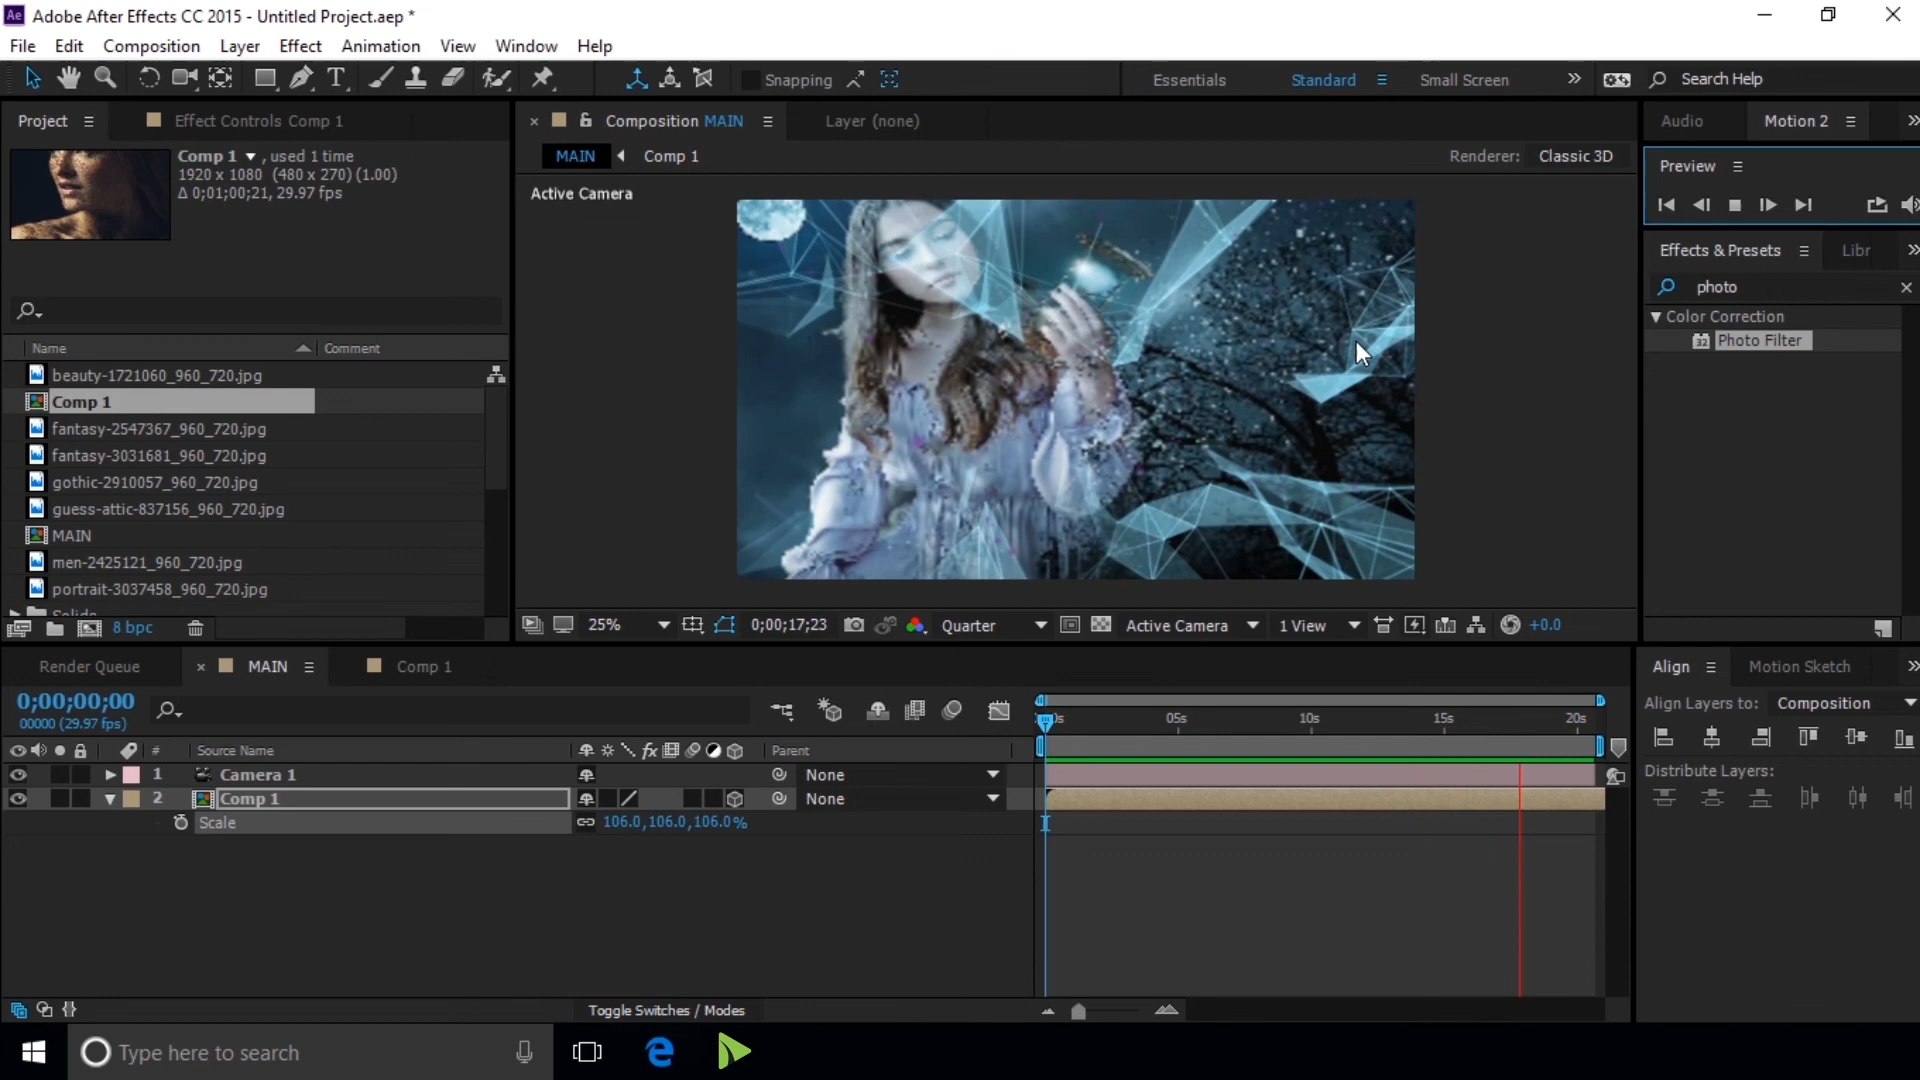 Ae Adobe After Effects CC 2015 - Untitled Project.aep *
File Edit Composition Layer Effect Animation View Window Help
Snapping Essentials Standard Small Screen Search Help
Project Effect Controls Comp 1
Composition MAIN Layer (none)
Audio Motion 2
Comp 1 , used 1 time
1920 x 1080 (480 x 270) (1.00)
Δ 0;01;00;21, 29.97 fps
MAIN Comp 1 Renderer: Classic 3D
Active Camera
Preview
Effects & Presets Libr
photo
Color Correction
32 Photo Filter
Name Comment
beauty-1721060_960_720.jpg
Comp 1
fantasy-2547367_960_720.jpg
fantasy-3031681_960_720.jpg
gothic-2910057_960_720.jpg
guess-attic-837156_960_720.jpg
MAIN
men-2425121_960_720.jpg
portrait-3037458_960_720.jpg
Solids
8 bpc
25% 0;00;17;23 Quarter Active Camera 1 View +0.0
Render Queue MAIN Comp 1
Align Motion Sketch
0;00;00;00
00000 (29.97 fps)
0s 05s 10s 15s 20s
Align Layers to: Composition
# Source Name fx Parent
1 Camera 1 None
2 Comp 1 None
Scale 106.0,106.0,106.0%
Distribute Layers:
Toggle Switches / Modes
Type here to search